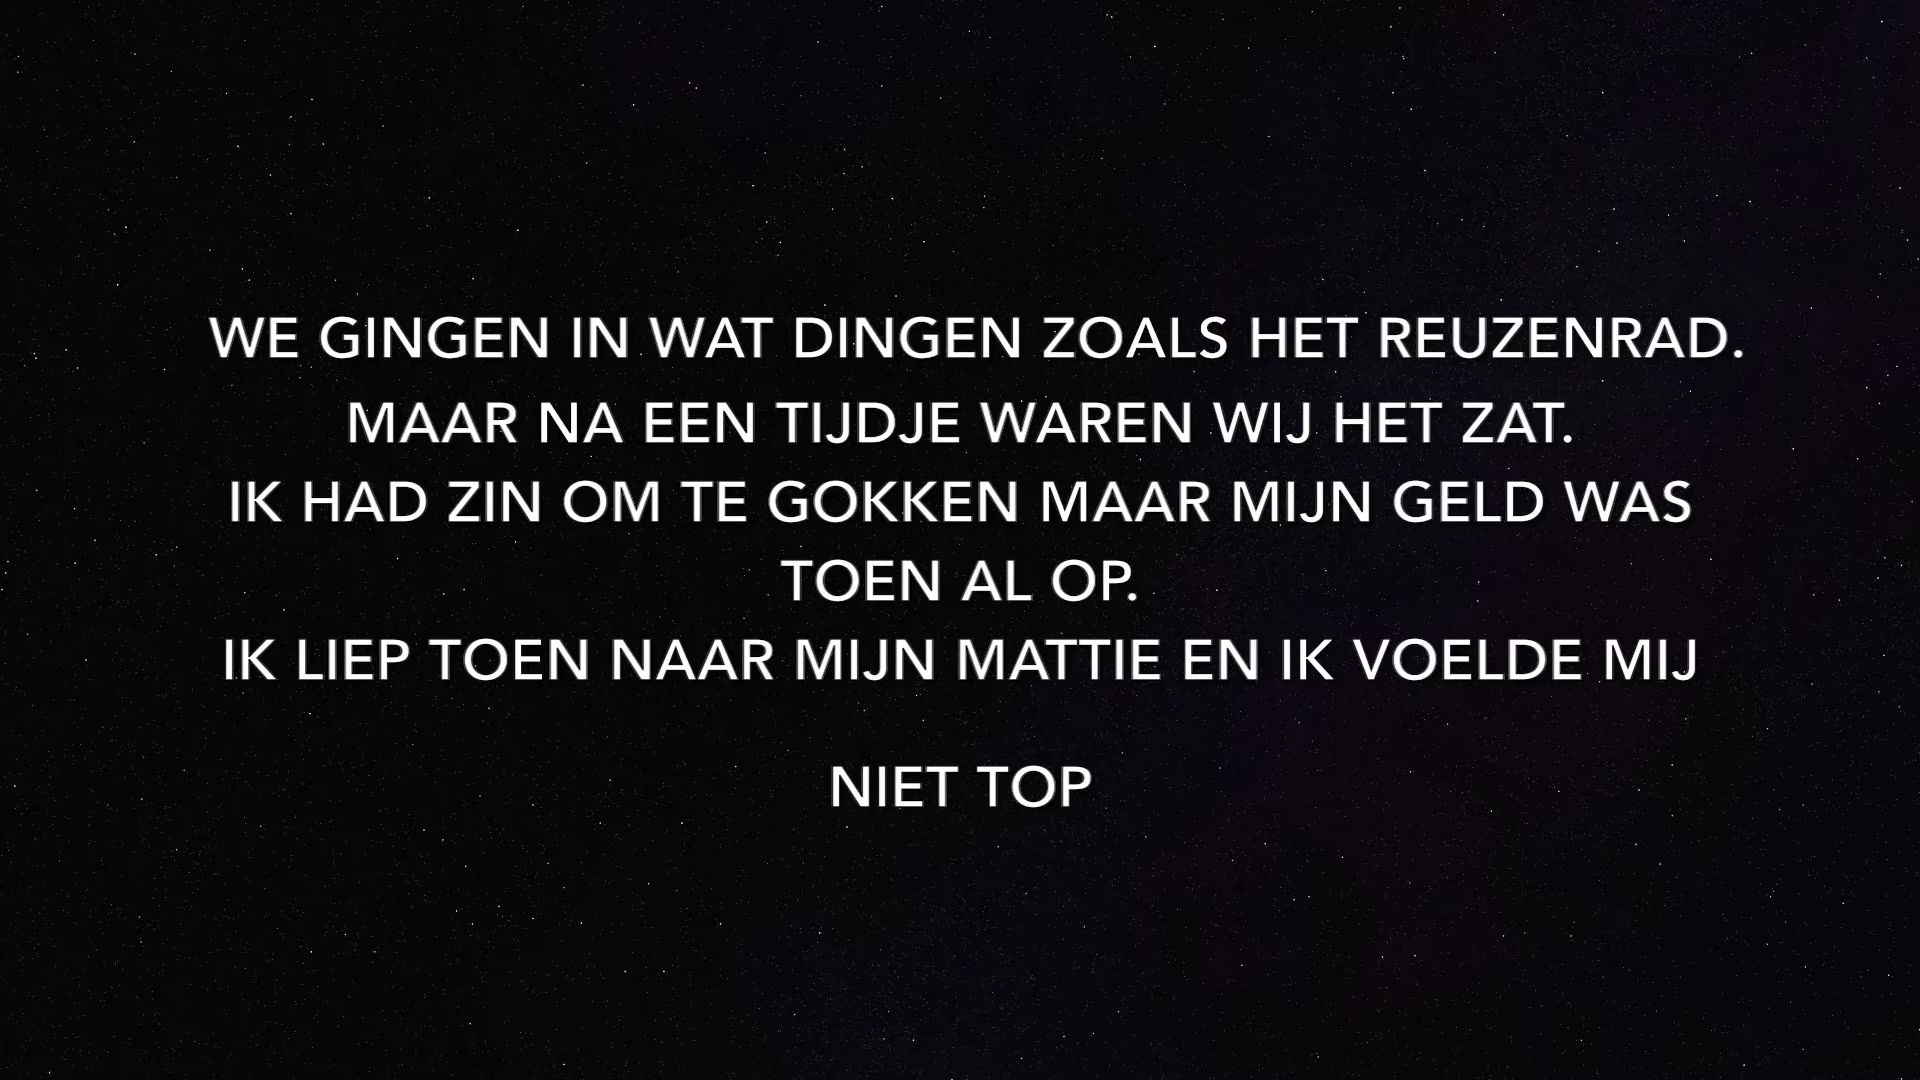 WE GINGEN IN WAT DINGEN ZOALS HET REUZENRAD.
MAAR NA EEN TIJDJE WAREN WIJ HET ZAT.
IK HAD ZIN OM TE GOKKEN MAAR MIJN GELD WAS
TOEN AL OP.
IK LIEP TOEN NAAR MIJN MATTIE EN IK VOELDE MIJ
NIET TOP